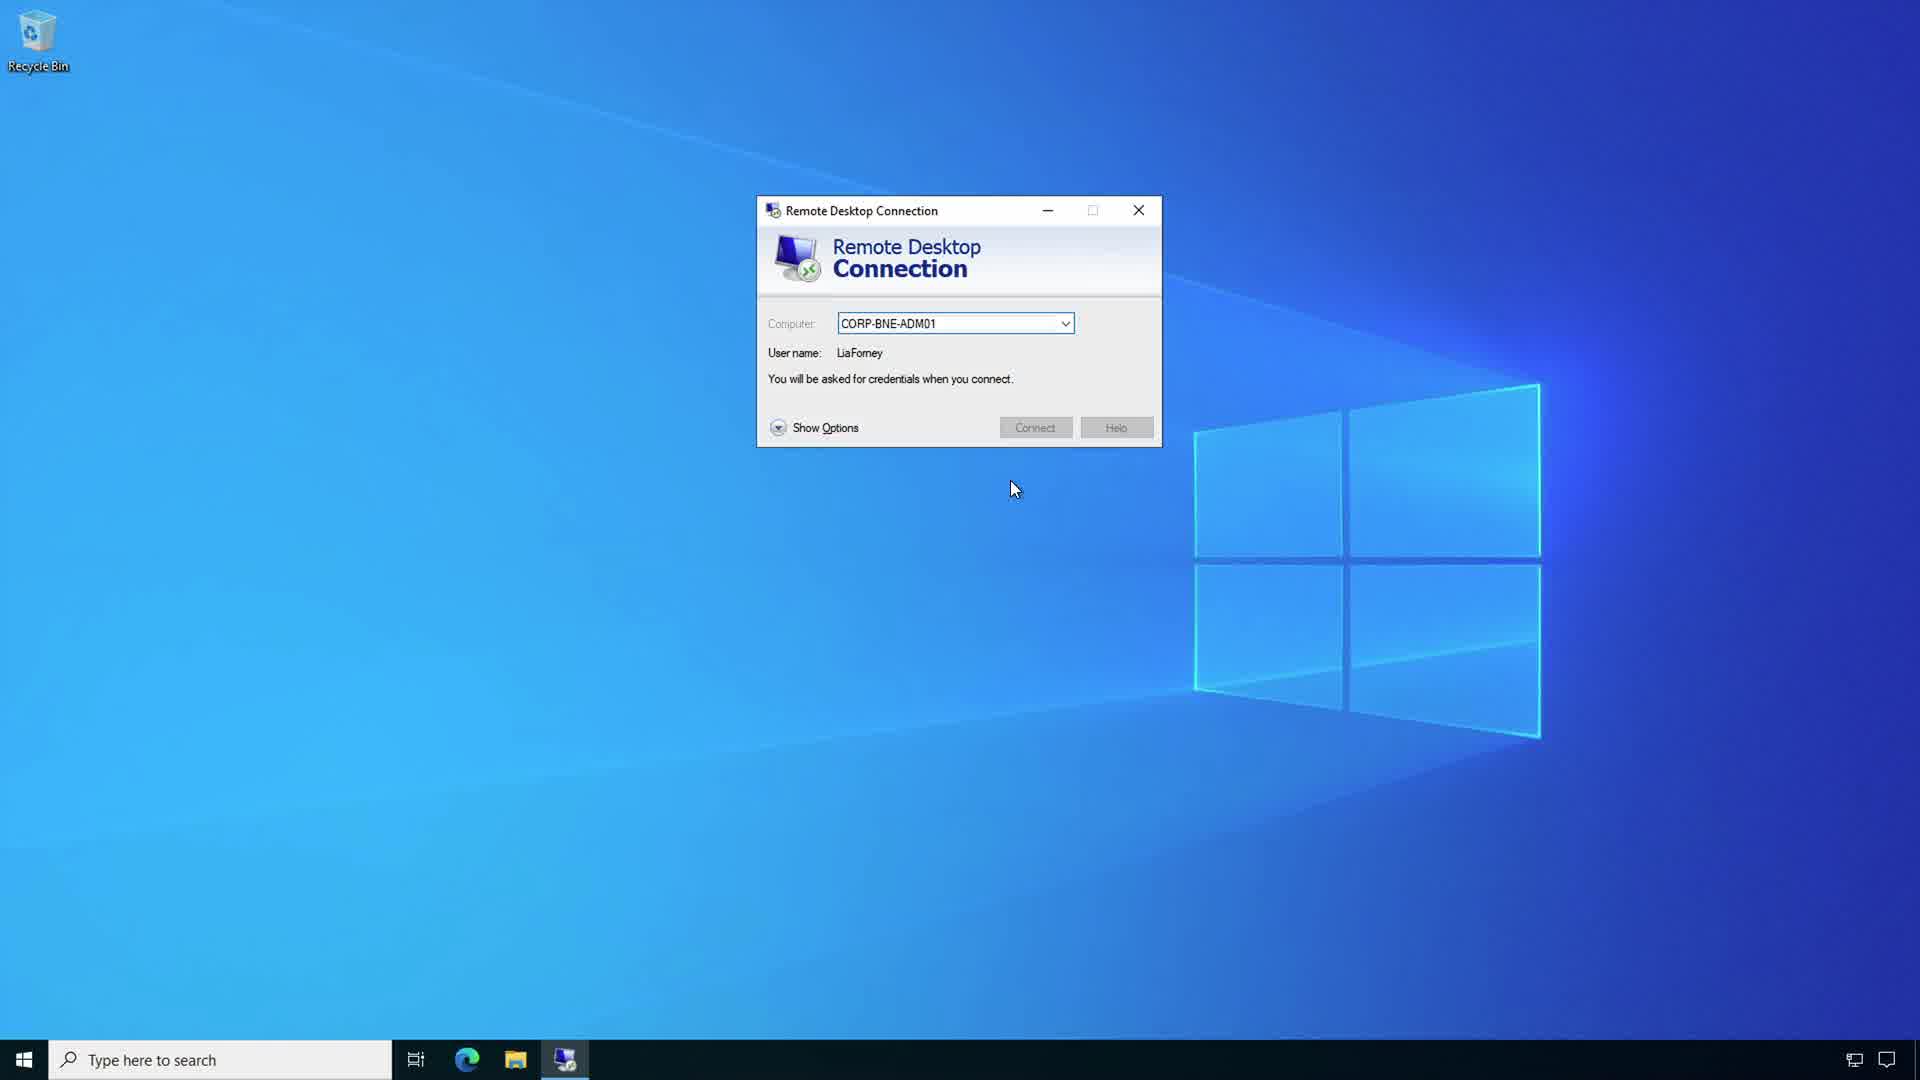 Recycle Bin
Remote Desktop Connection
Remote Desktop
Connection
Computer:
CORP-BNE-ADM01
User name:
LiaForney
You will be asked for credentials when you connect.
Show Options
Connect
Help
Type here to search